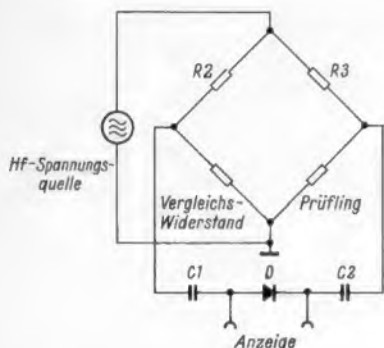 R2
R3
Hf-Spannungs-
quelle
Vergleichs-
Widerstand
Prüfling
C1
D
C2
Anzeige